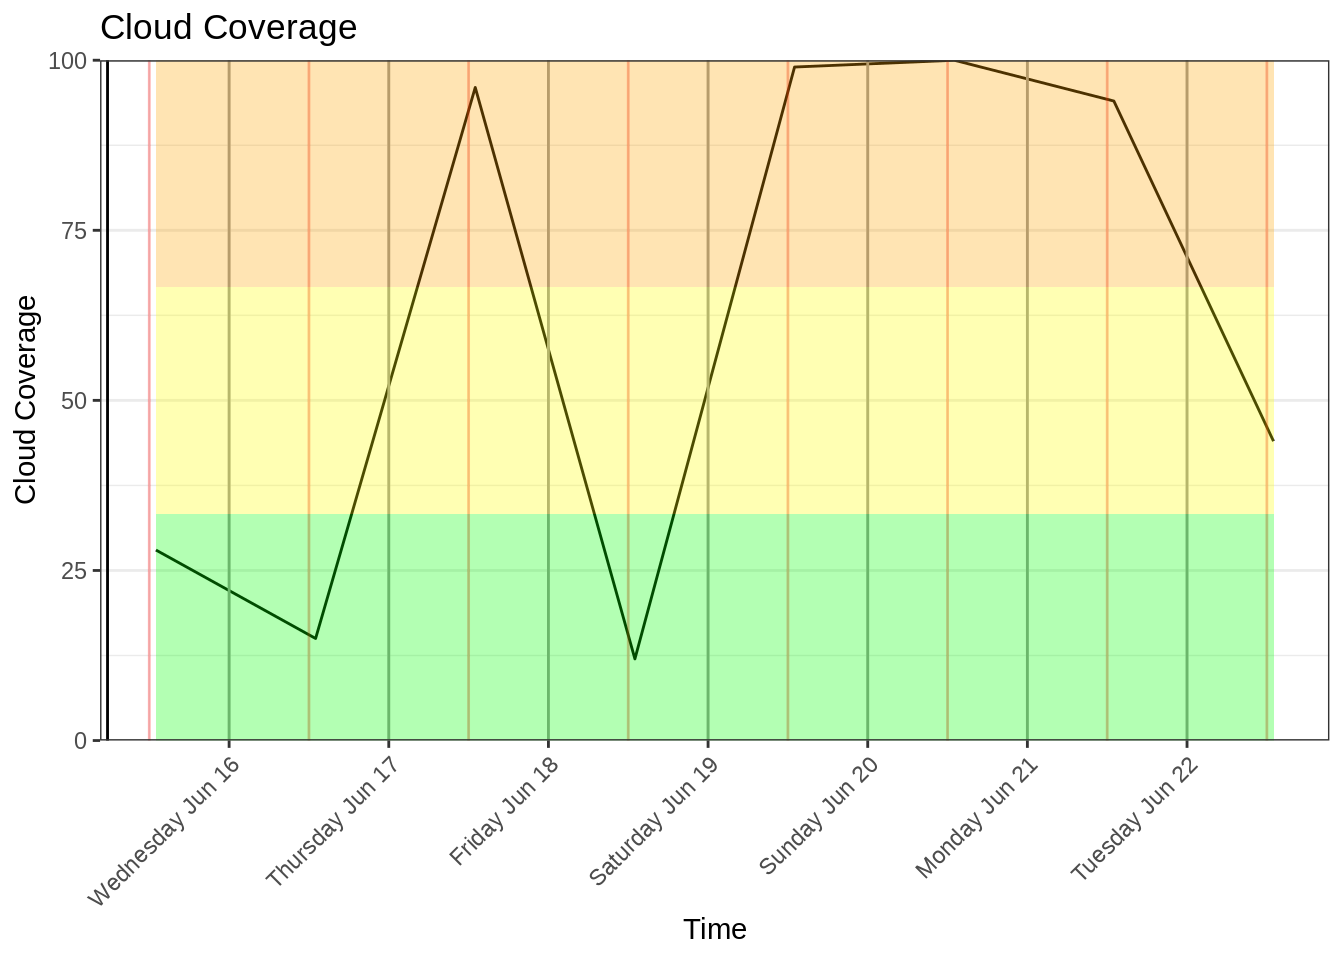 Cloud Coverage
100
75
50
25
0
Cloud Coverage
Wednesday Jun 16
Thursday Jun 17
Friday Jun 18
Saturday Jun 19
Sunday Jun 20
Monday Jun 21
Tuesday Jun 22
Time